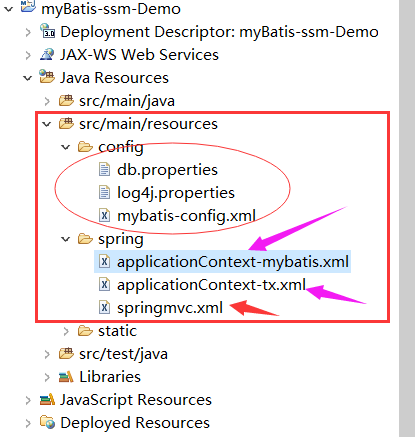 myBatis-ssm-Demo
Deployment Descriptor: myBatis-ssm-Demo
JAX-WS Web Services
Java Resources
src/main/java
src/main/resources
config
db.properties
log4j.properties
mybatis-config.xml
spring
applicationContext-mybatis.xml
applicationContext-tx.xml
springmvc.xml
static
src/test/java
Libraries
JavaScript Resources
Deployed Resources